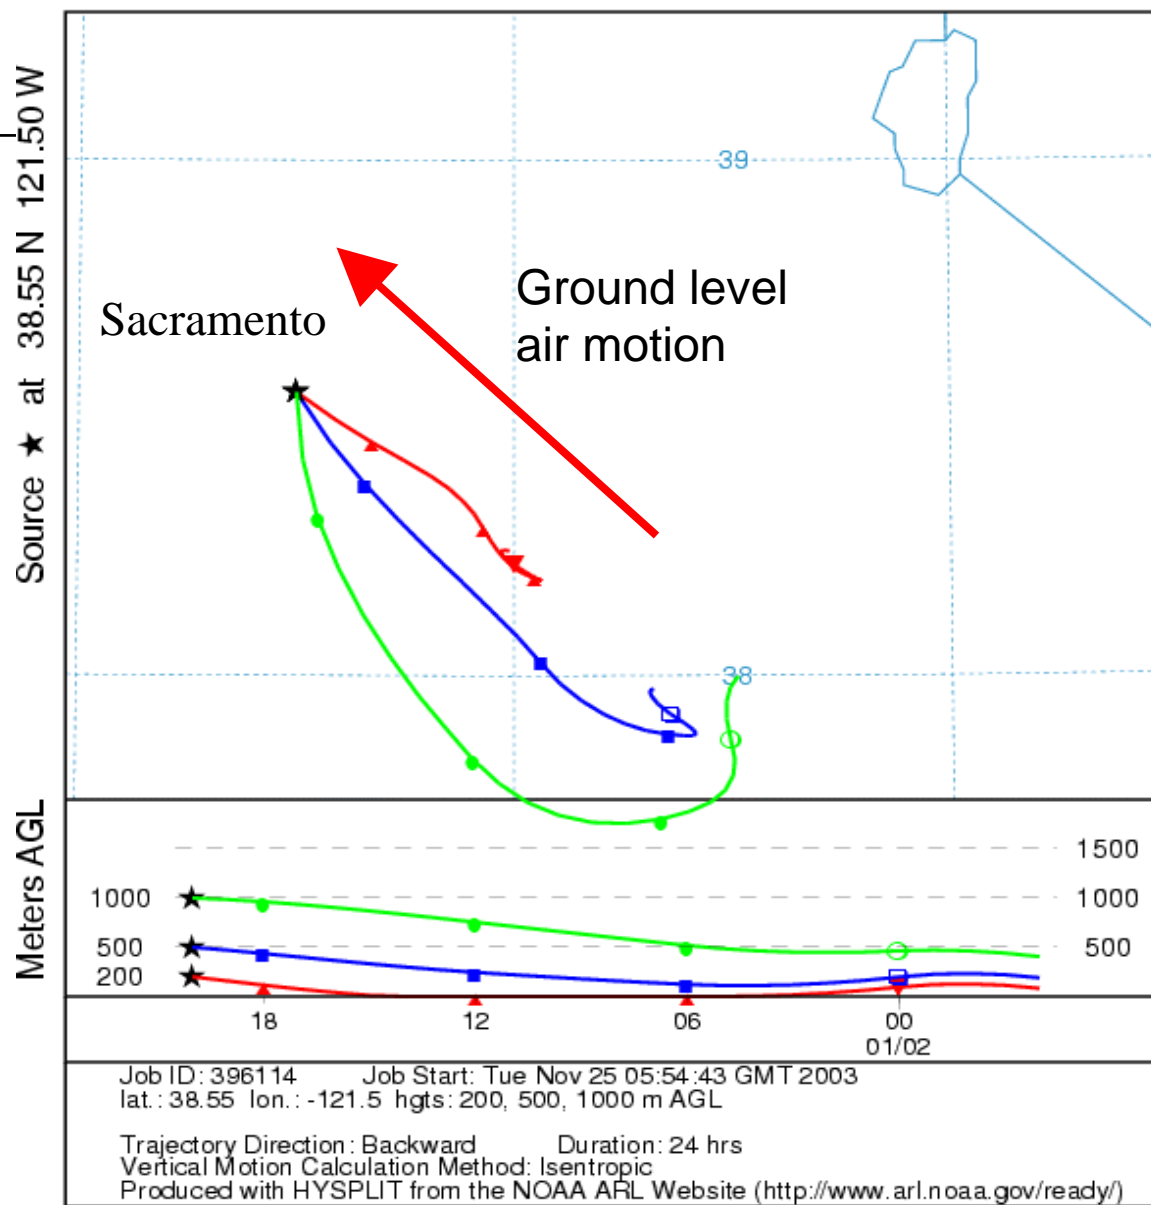 Source ★ at 38.55 N 121.50 W
39
Ground level
air motion
Sacramento
38
Meters AGL
1500
1000 1000
500 500
200
18 12 06 00
01/02
Job ID: 396114 Job Start: Tue Nov 25 05:54:43 GMT 2003
lat.: 38.55 lon.: -121.5 hgts: 200, 500, 1000 m AGL
Trajectory Direction: Backward Duration: 24 hrs
Vertical Motion Calculation Method: Isentropic
Produced with HYSPLIT from the NOAA ARL Website (http://www.arl.noaa.gov/ready/)